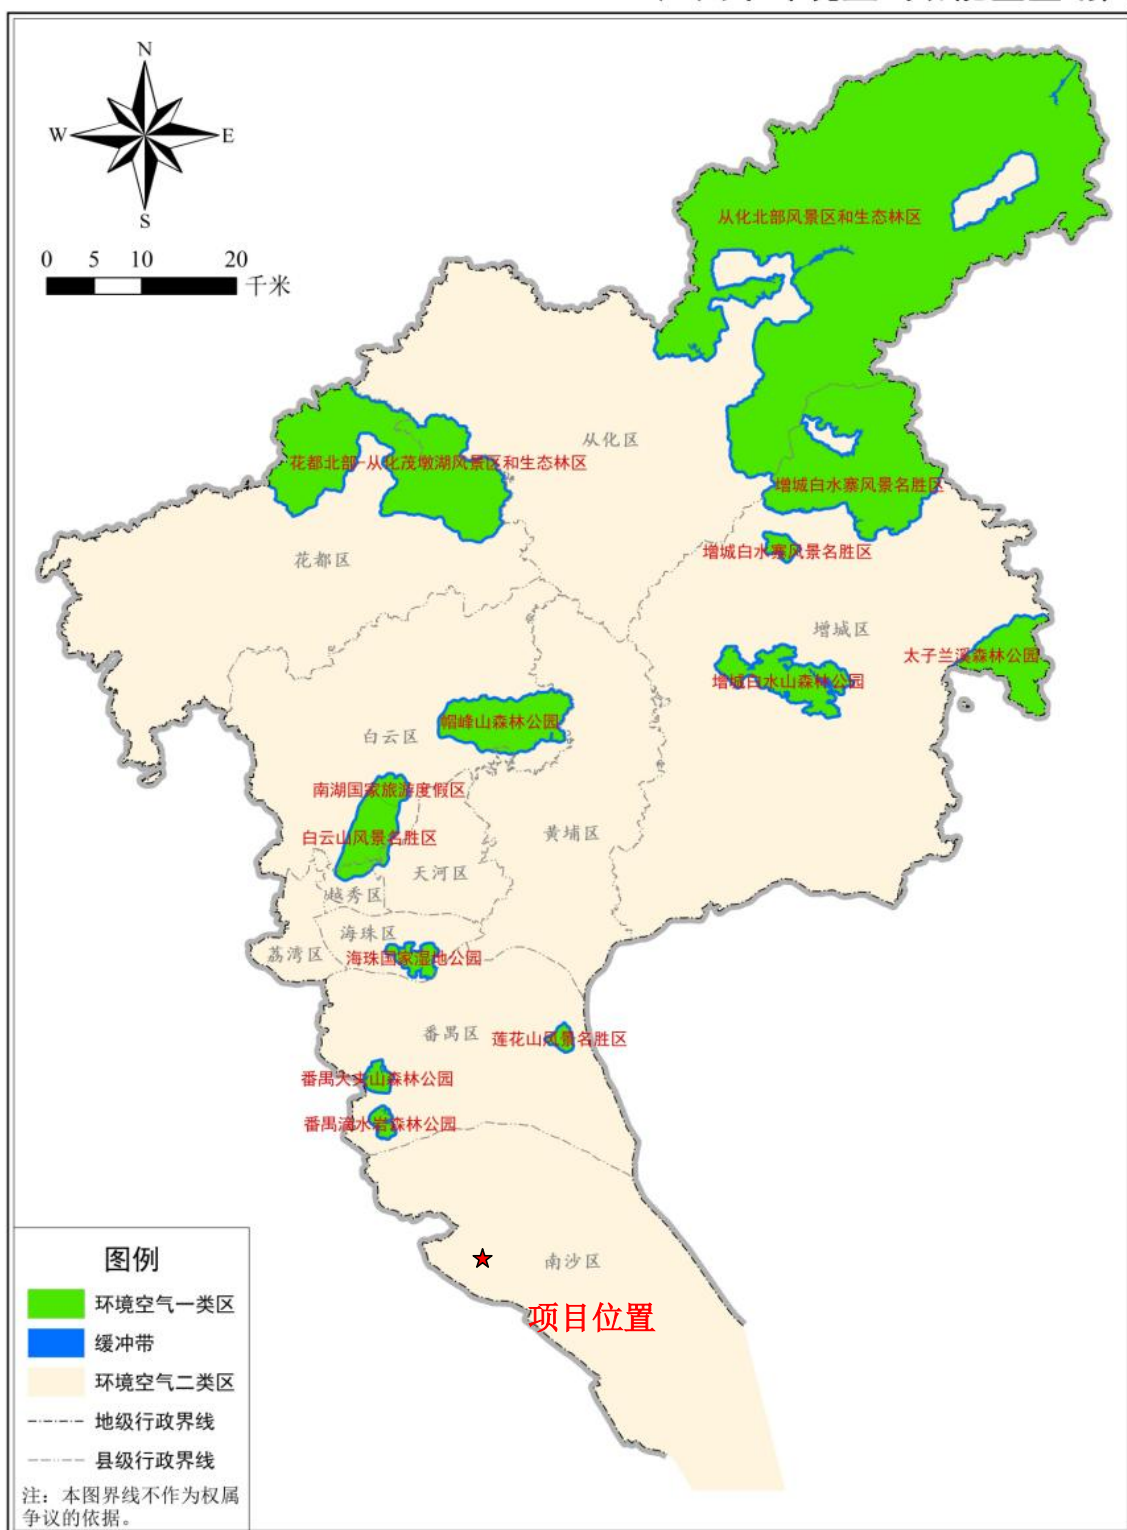 N
W
E
S
0 5 10 20
千米
从化北部风景区和生态林区
从化区
花都北部-从化茂墩湖风景区和生态林区
增城白水寨风景名胜区
增城白水寨风景名胜区
花都区
增城区
太子兰溪森林公园
增城白水山森林公园
帽峰山森林公园
白云区
南湖国家旅游度假区
白云山风景名胜区
黄埔区
天河区
越秀区
海珠区
荔湾区
海珠国家湿地公园
番禺区
莲花山风景名胜区
番禺大夫山森林公园
番禺滴水岩森林公园
南沙区
项目位置
图例
环境空气一类区
缓冲带
环境空气二类区
地级行政界线
县级行政界线
注：本图界线不作为权属
争议的依据。